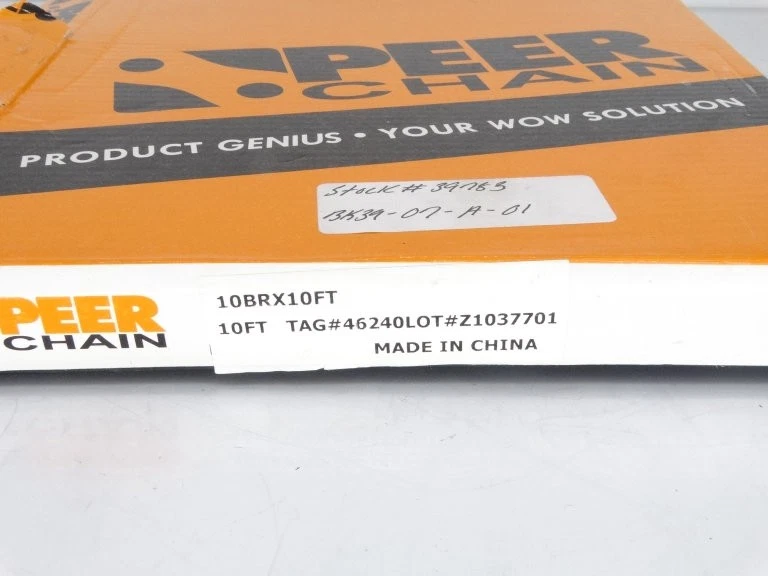 PEER
CHAIN
PRODUCT GENIUS • YOUR WOW SOLUTION
Stock # 39763
BK39-07-A-01
PEER
CHAIN
10BRX10FT
10FT TAG#46240LOT#Z1037701
MADE IN CHINA